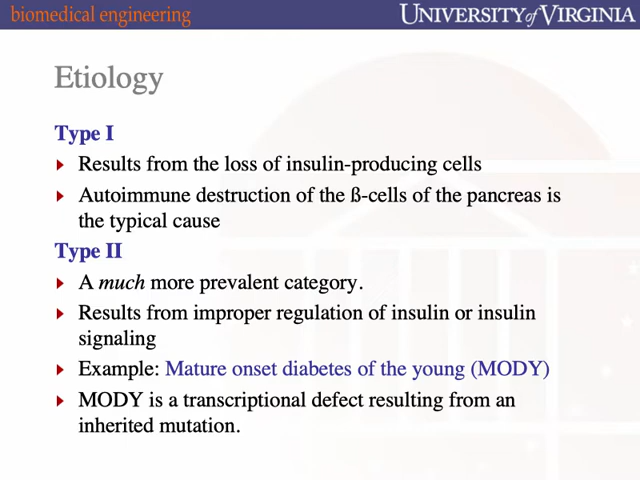 biomedical engineering
UNIVERSITY of VIRGINIA
Etiology
Type I
Results from the loss of insulin-producing cells
Autoimmune destruction of the ß-cells of the pancreas is
the typical cause
Type II
A much more prevalent category.
Results from improper regulation of insulin or insulin
signaling
Example: Mature onset diabetes of the young (MODY)
MODY is a transcriptional defect resulting from an
inherited mutation.